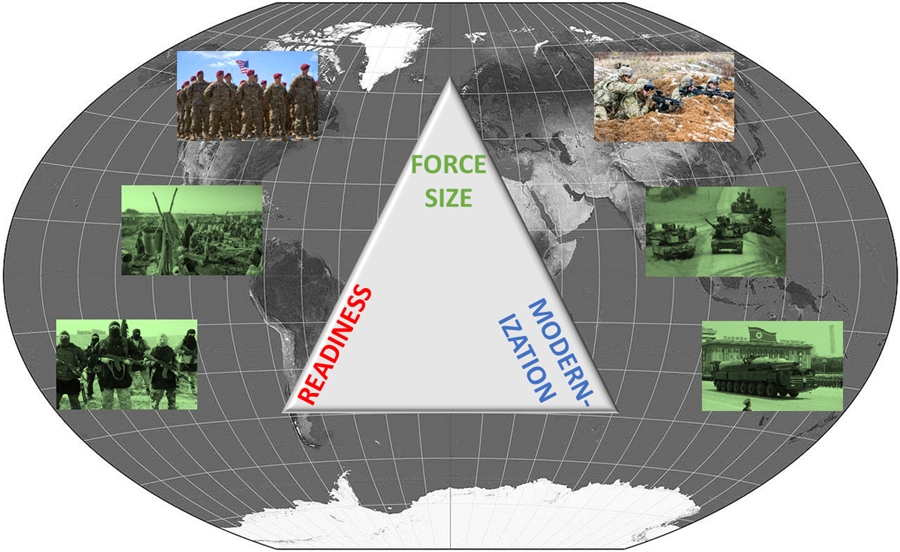 FORCE
SIZE
READINESS
MODERN-
IZATION